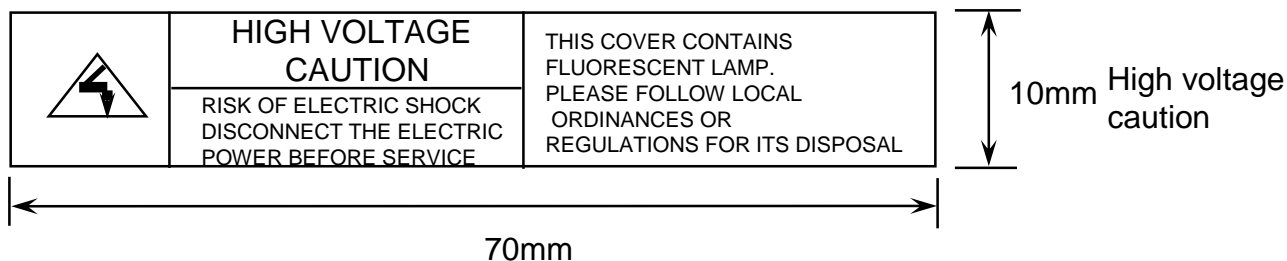 HIGH VOLTAGE
CAUTION
RISK OF ELECTRIC SHOCK
DISCONNECT THE ELECTRIC
POWER BEFORE SERVICE
THIS COVER CONTAINS
FLUORESCENT LAMP.
PLEASE FOLLOW LOCAL
ORDINANCES OR
REGULATIONS FOR ITS DISPOSAL
10mm
High voltage
caution
70mm